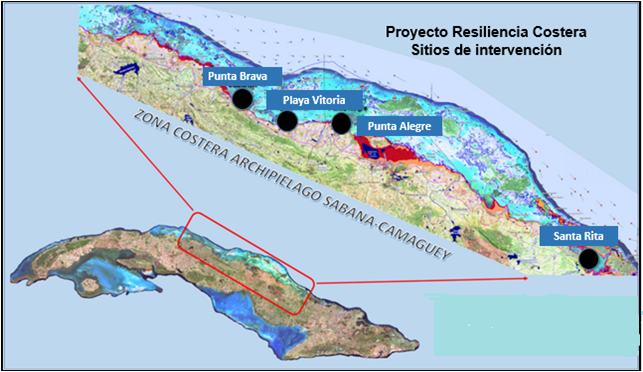 Proyecto Resiliencia Costera
Sitios de intervención
Punta Brava
Playa Vitoria
Punta Alegre
ZONA COSTERA ARCHIPIELAGO SABANA-CAMAGUEY
Santa Rita